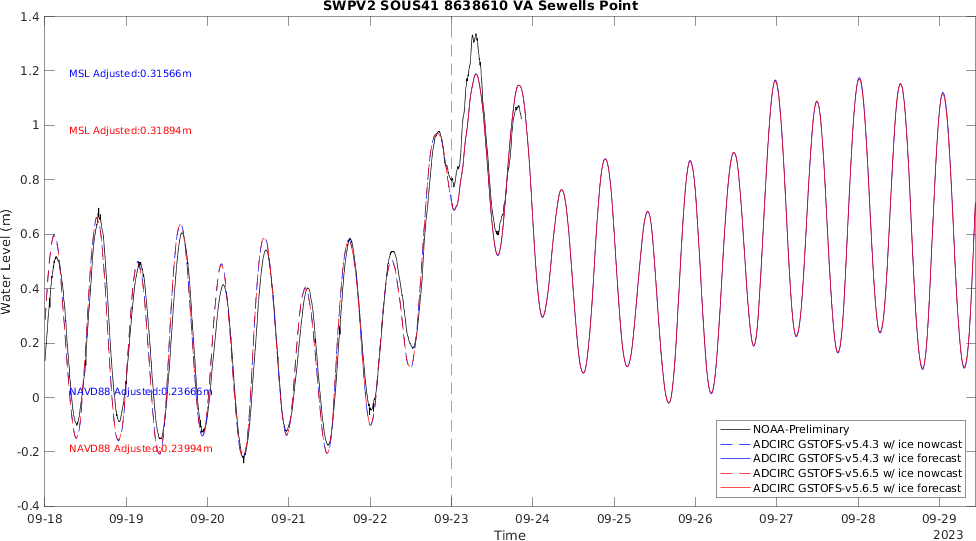 SWPV2 SOUS41 8638610 VA Sewells Point
1.4
1.2
1
0.8
0.6
0.4
0.2
0
-0.2
-0.4
Water Level (m)
MSL Adjusted:0.31566m
MSL Adjusted:0.31894m
NAVD88 Adjusted:0.23666m
NAVD88 Adjusted:0.23994m
NOAA-Preliminary
ADCIRC GSTOFS-v5.4.3 w/ ice nowcast
ADCIRC GSTOFS-v5.4.3 w/ ice forecast
ADCIRC GSTOFS-v5.6.5 w/ ice nowcast
ADCIRC GSTOFS-v5.6.5 w/ ice forecast
09-18 09-19 09-20 09-21 09-22 09-23 09-24 09-25 09-26 09-27 09-28 09-29
Time
2023